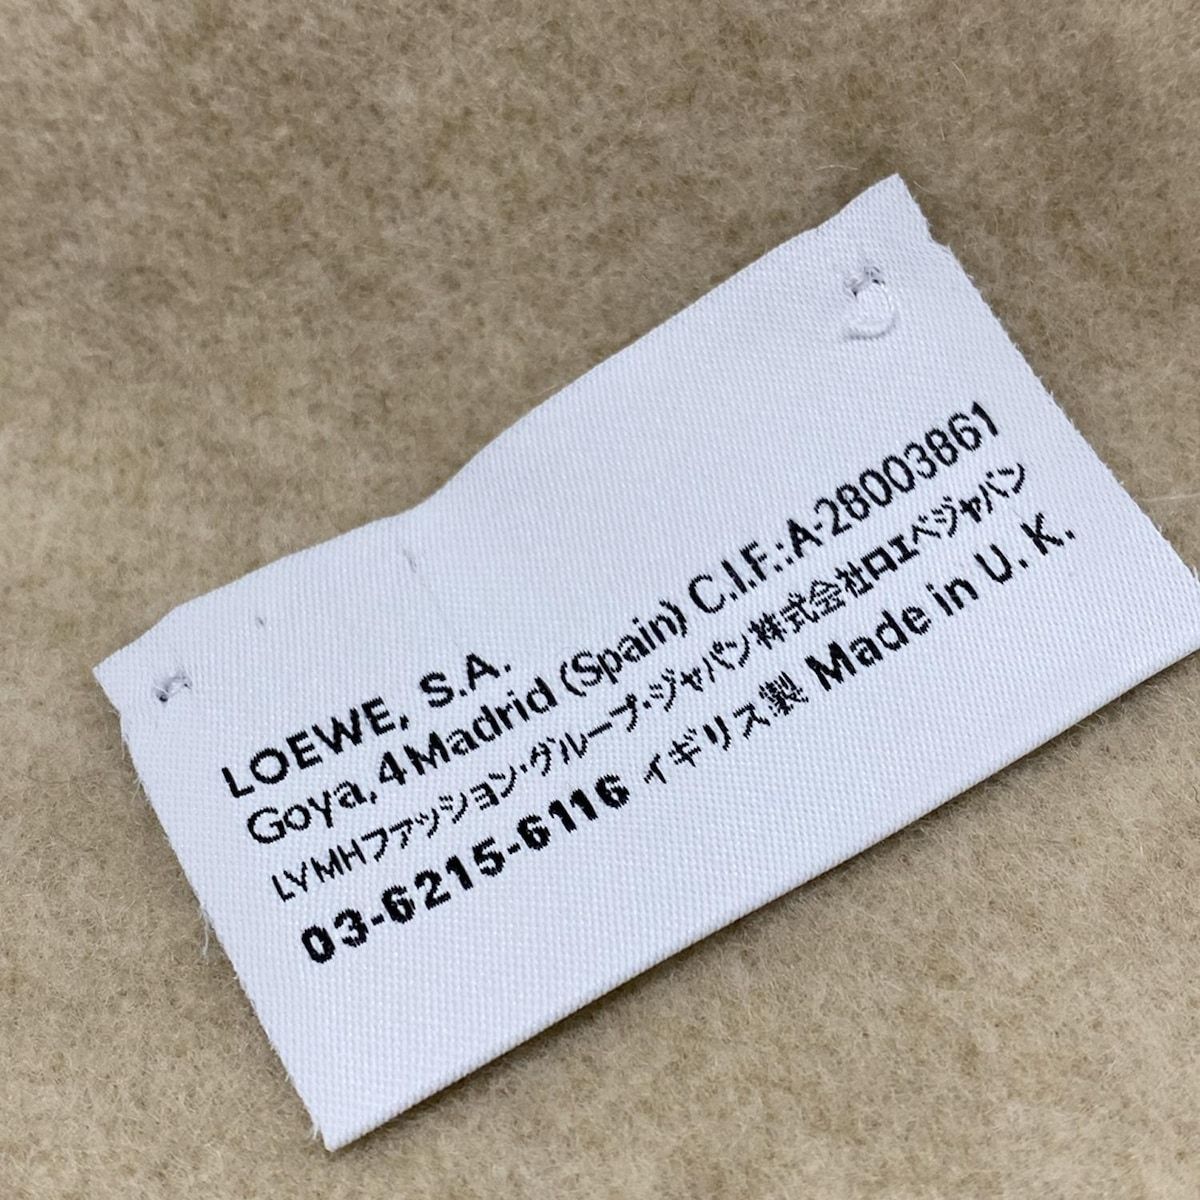 LOEWE, S.A.
Goya, 4 Madrid (Spain) C.I.F.:A-28003861
LVMHファッション・グループ・ジャパン株式会社ロエベジャパン
03-6215-6116 イギリス製 Made in U. K.